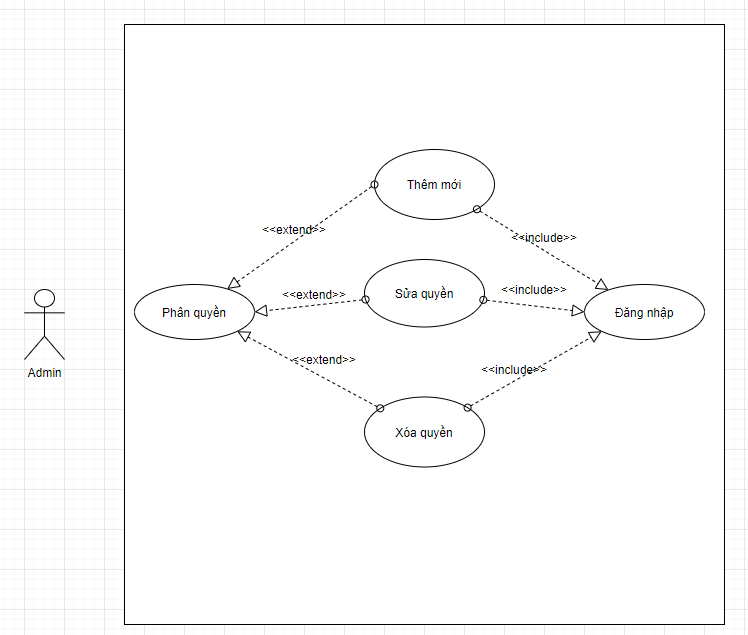 Thêm mới
<<extend>>
<<include>>
Sửa quyền
<<extend>>
<<include>>
Phân quyền
Đăng nhập
<<extend>>
<<include>>
Admin
Xóa quyền